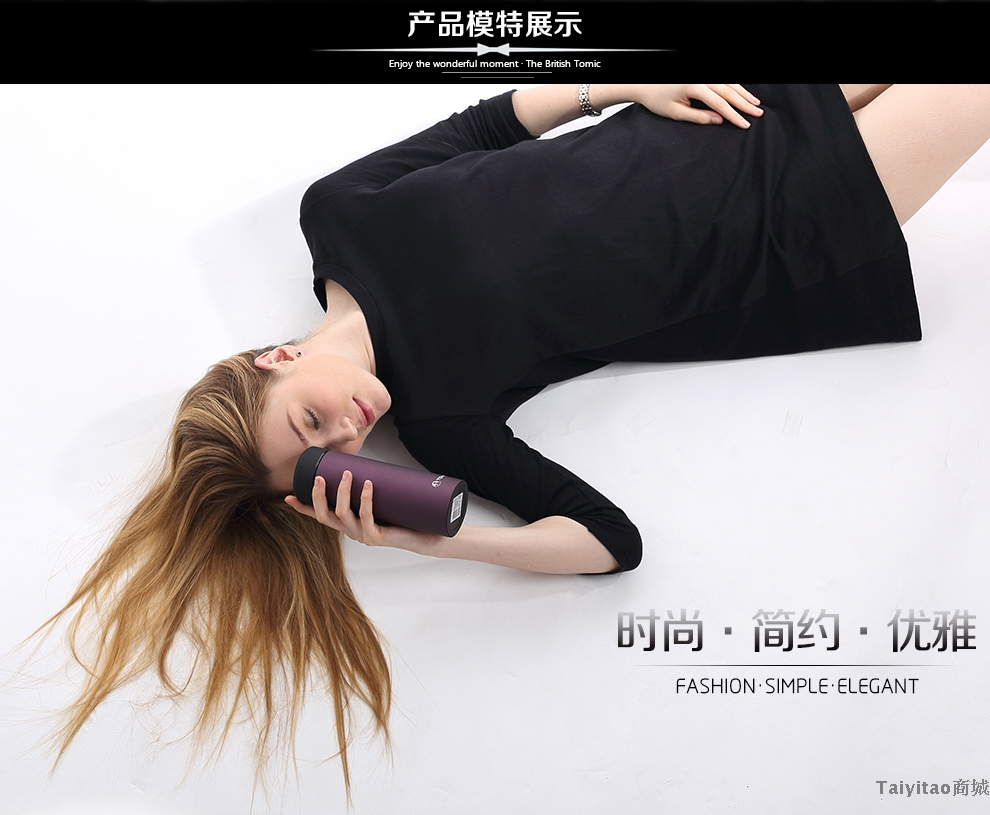 产品模特展示
Enjoy the wonderful moment · The British Tomic
时尚·简约·优雅
FASHION·SIMPLE·ELEGANT
Taiyitao商城